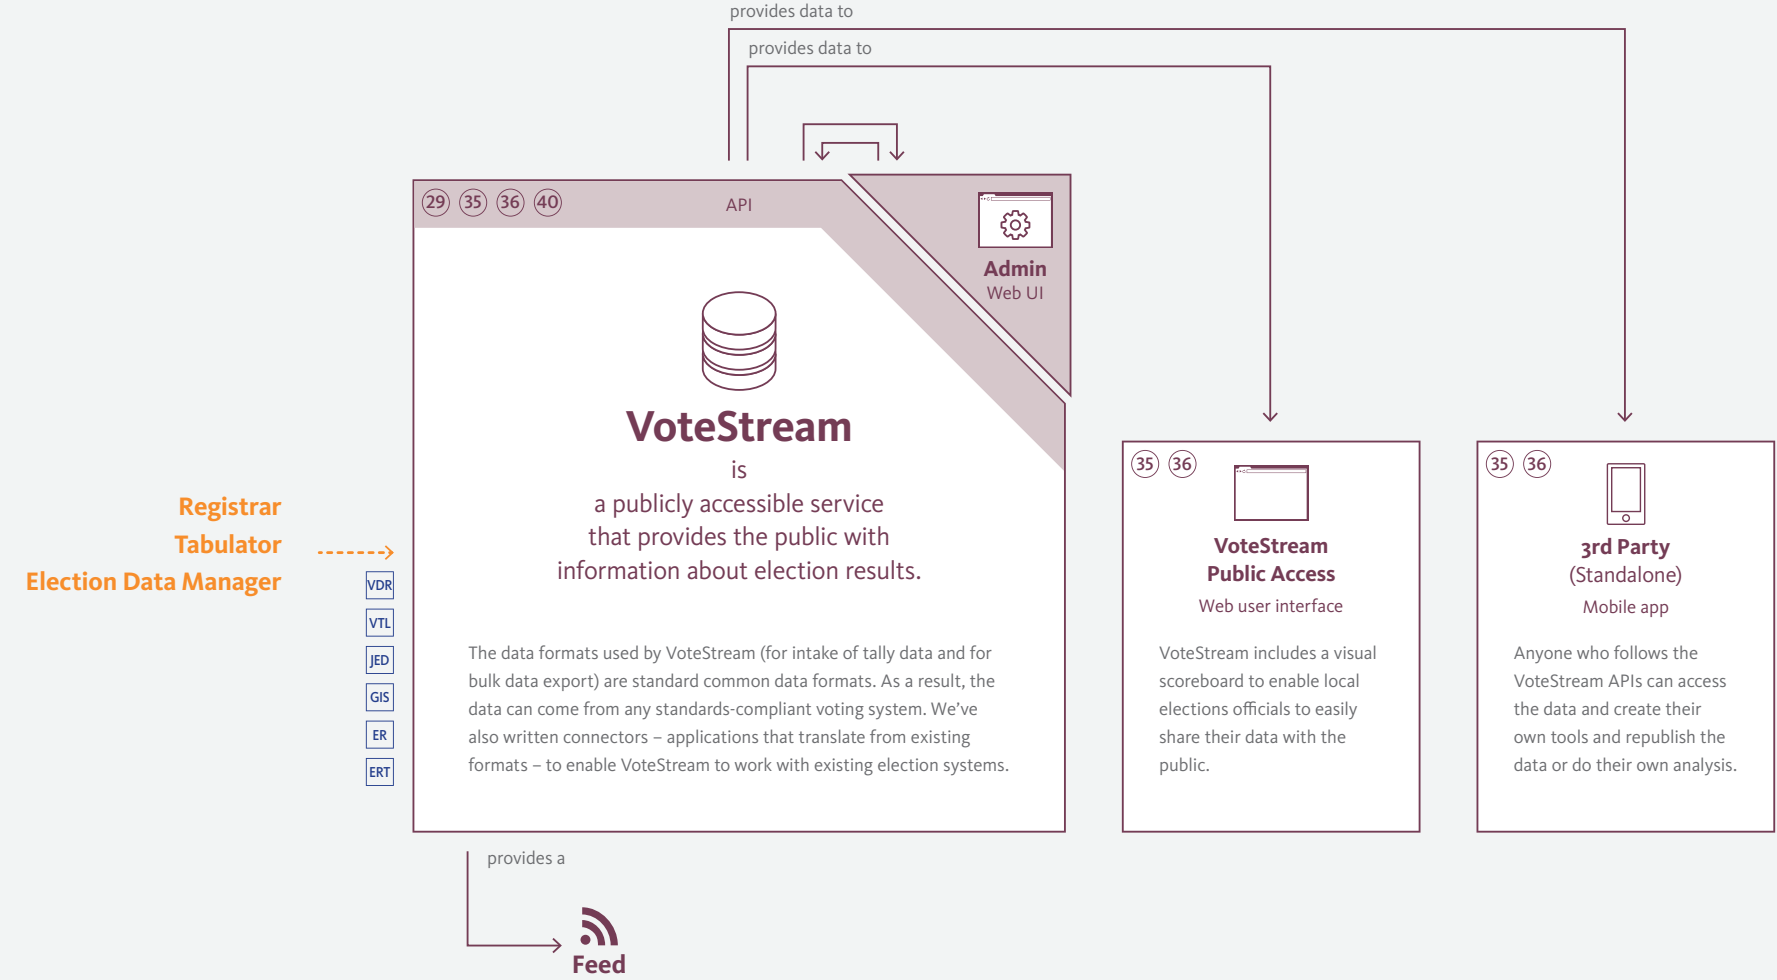 provides data to
provides data to
29 35 36 40
API
Admin
Web UI
VoteStream
is
a publicly accessible service
that provides the public with
information about election results.
The data formats used by VoteStream (for intake of tally data and for
bulk data export) are standard common data formats. As a result, the
data can come from any standards-compliant voting system. We’ve
also written connectors – applications that translate from existing
formats – to enable VoteStream to work with existing election systems.
Registrar
Tabulator
Election Data Manager
VDR
VTL
JED
GIS
ER
ERT
35 36
VoteStream
Public Access
Web user interface
VoteStream includes a visual
scoreboard to enable local
elections officials to easily
share their data with the
public.
35 36
3rd Party
(Standalone)
Mobile app
Anyone who follows the
VoteStream APIs can access
the data and create their
own tools and republish the
data or do their own analysis.
provides a
Feed